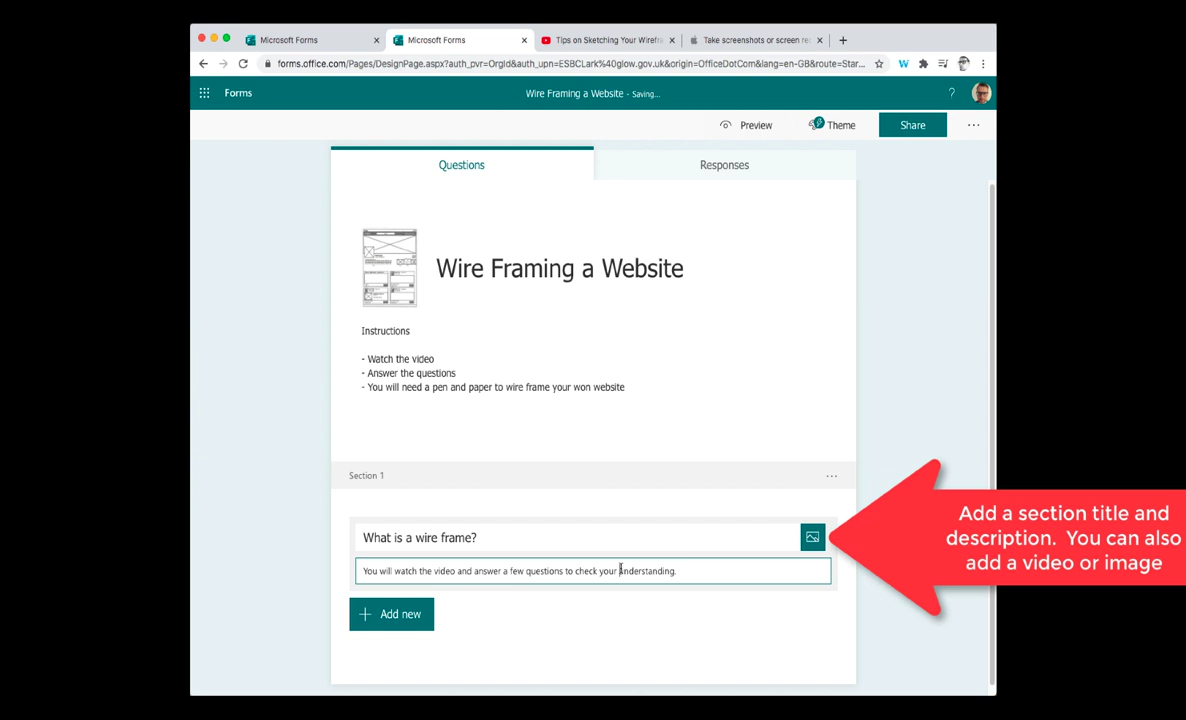 Microsoft Forms
Microsoft Forms
Tips on Sketching Your Wirefra
Take screenshots or screen re
forms.office.com/Pages/DesignPage.aspx?auth_pvr=OrgId&auth_upn=ESBCLark%40glow.gov.uk&origin=OfficeDotCom&lang=en-GB&route=Star...
Forms
Wire Framing a Website - Saving...
?
Preview
Theme
Share
Questions
Responses
Wire Framing a Website
Instructions
- Watch the video
- Answer the questions
- You will need a pen and paper to wire frame your won website
Section 1
What is a wire frame?
You will watch the video and answer a few questions to check your understanding.
+ Add new
Add a section title and
description. You can also
add a video or image